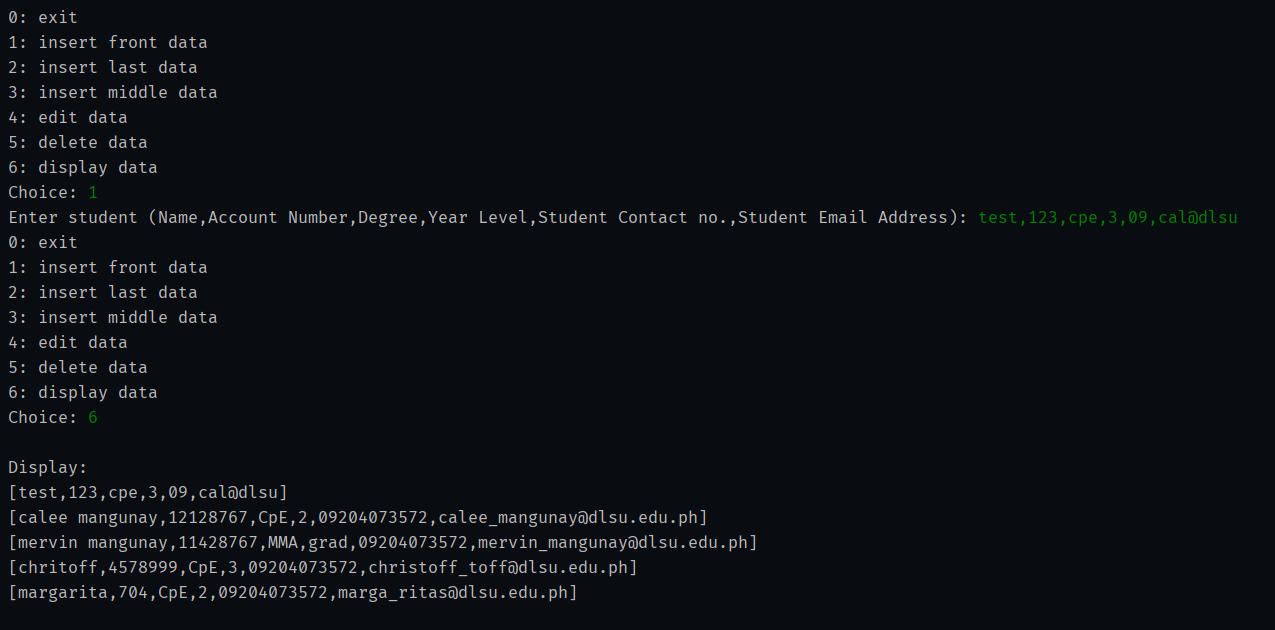 0: exit
1: insert front data
2: insert last data
3: insert middle data
4: edit data
5: delete data
6: display data
Choice: 1
Enter student (Name,Account Number,Degree,Year Level,Student Contact no.,Student Email Address): test,123,cpe,3,09,cal@dlsu
0: exit
1: insert front data
2: insert last data
3: insert middle data
4: edit data
5: delete data
6: display data
Choice: 6
Display:
[test,123,cpe,3,09,cal@dlsu]
[calee mangunay,12128767,CpE,2,09204073572,calee_mangunay@dlsu.edu.ph]
[mervin mangunay,11428767,MMA,grad,09204073572,mervin_mangunay@dlsu.edu.ph]
[chritoff,4578999,CpE,3,09204073572,christoff_toff@dlsu.edu.ph]
[margarita,704,CpE,2,09204073572,marga_ritas@dlsu.edu.ph]